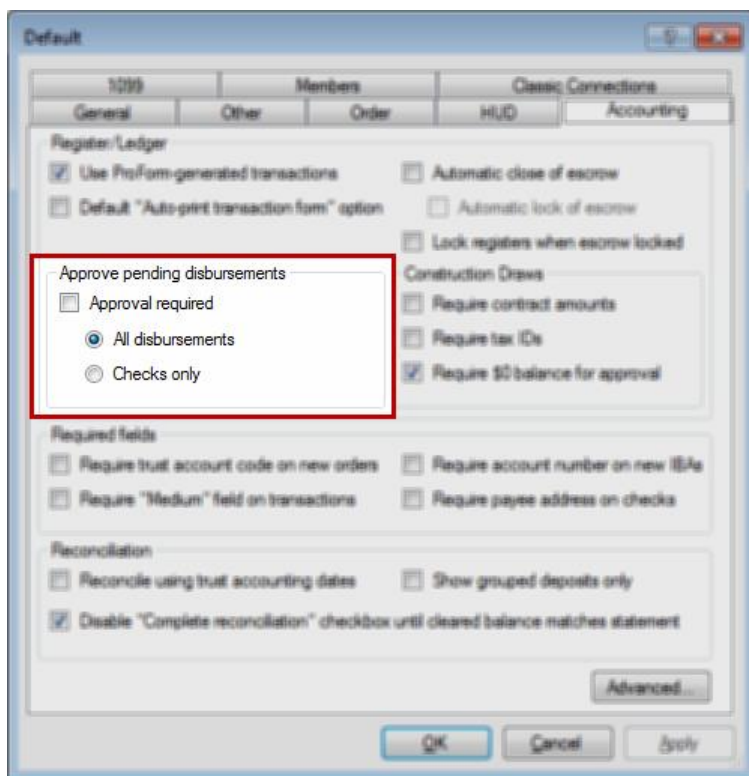 Default
1099 Members Classic Connections
General Other Order HUD Accounting
Register/Ledger
Use ProForm-generated transactions
Automatic close of escrow
Default "Auto-print transaction form" option
Automatic lock of escrow
Lock registers when escrow locked
Approve pending disbursements
Approval required
All disbursements
Checks only
Construction Draws
Require contract amounts
Require tax IDs
Require $0 balance for approval
Required fields
Require trust account code on new orders
Require account number on new IBAs
Require "Medium" field on transactions
Require payee address on checks
Reconciliation
Reconcile using trust accounting dates
Show grouped deposits only
Disable "Complete reconciliation" checkbox until cleared balance matches statement
Advanced...
OK Cancel Apply